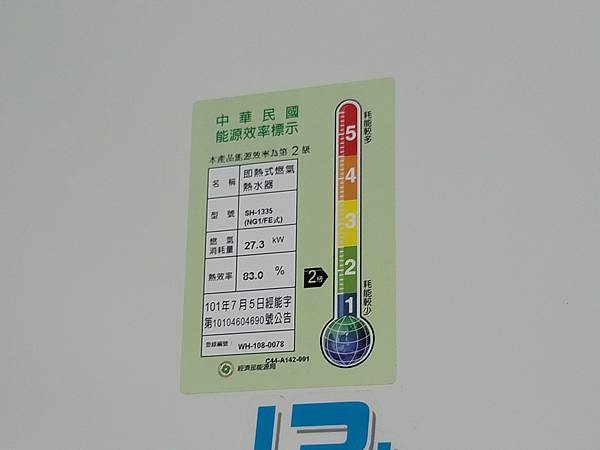 中華民國
能源效率標示
本產品能源效率為第2級
名 稱 即熱式燃氣
熱水器
型 號 SH-1335
(NG1/FE式)
燃 氣
消耗量 27.3 kW
熱效率 83.0 %
101年7月5日經能字
第10104604690號公告
登錄編號: WH-108-0078
C44-A142-001
經濟部能源局
耗能較多
5
4
3
2
2級
1
耗能較少